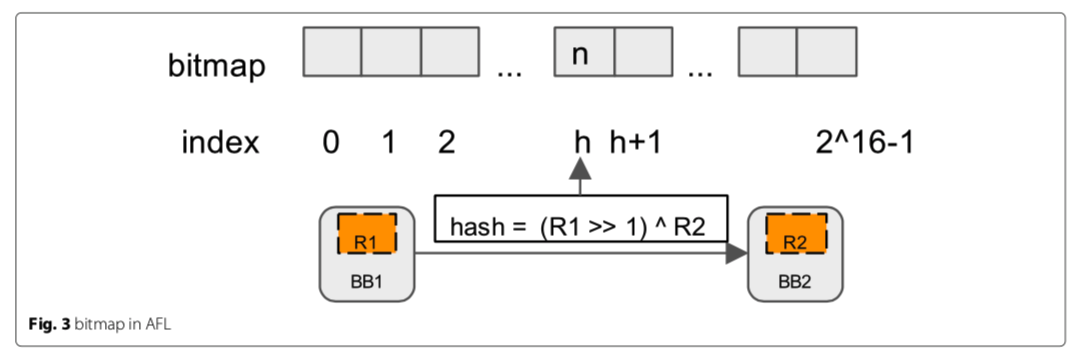 bitmap ... n ...
index 0 1 2 h h+1 2^16-1
hash = (R1 >> 1) ^ R2
R1 R2
BB1 BB2
Fig. 3 bitmap in AFL